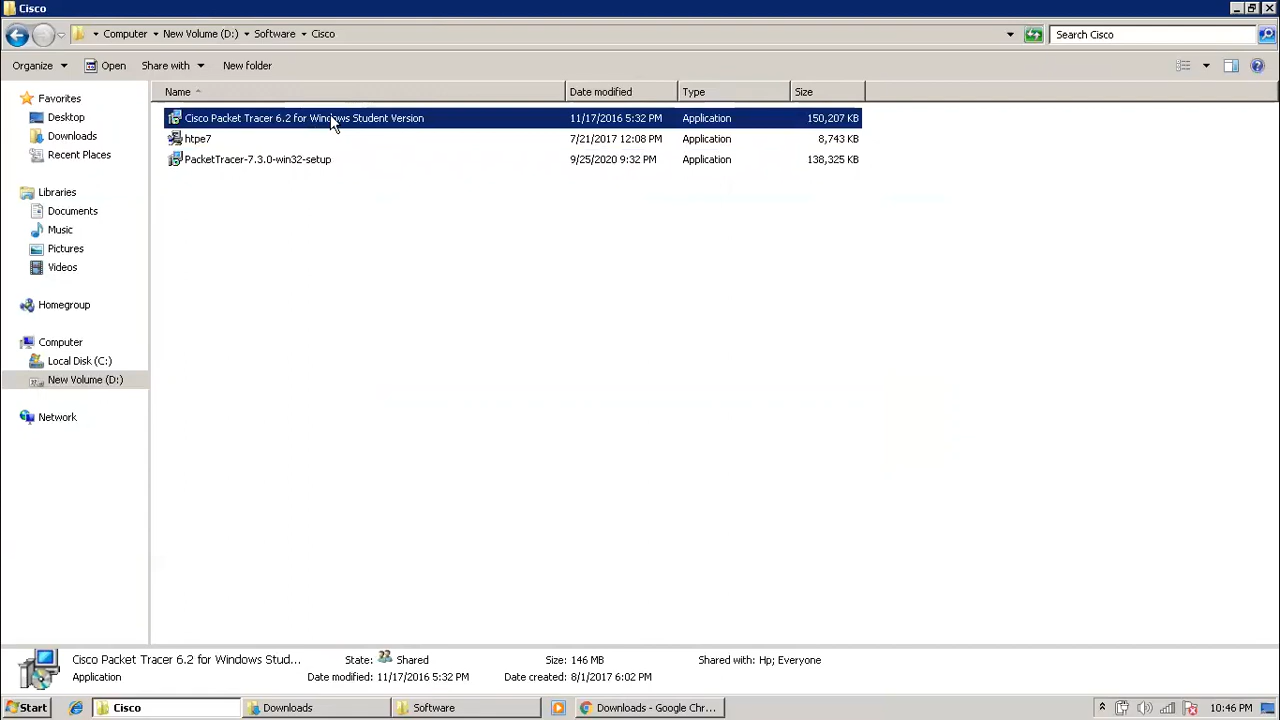 Cisco
Computer New Volume (D:) Software Cisco
Search Cisco
Organize Open Share with New folder
Name Date modified Type Size
Cisco Packet Tracer 6.2 for Windows Student Version 11/17/2016 5:32 PM Application 150,207 KB
htpe7 7/21/2017 12:08 PM Application 8,743 KB
PacketTracer-7.3.0-win32-setup 9/25/2020 9:32 PM Application 138,325 KB
Favorites
Desktop
Downloads
Recent Places
Libraries
Documents
Music
Pictures
Videos
Homegroup
Computer
Local Disk (C:)
New Volume (D:)
Network
Cisco Packet Tracer 6.2 for Windows Stud... State: Shared Size: 146 MB Shared with: Hp; Everyone
Application Date modified: 11/17/2016 5:32 PM Date created: 8/1/2017 6:02 PM
Start Cisco Downloads Software Downloads - Google Chr... 10:46 PM